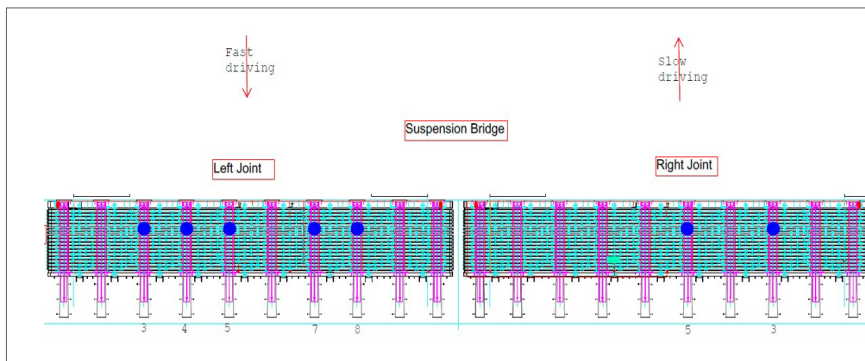 Fast
driving
Slow
driving
Suspension Bridge
Left Joint
Right Joint
3 4 5 7 8 5 3